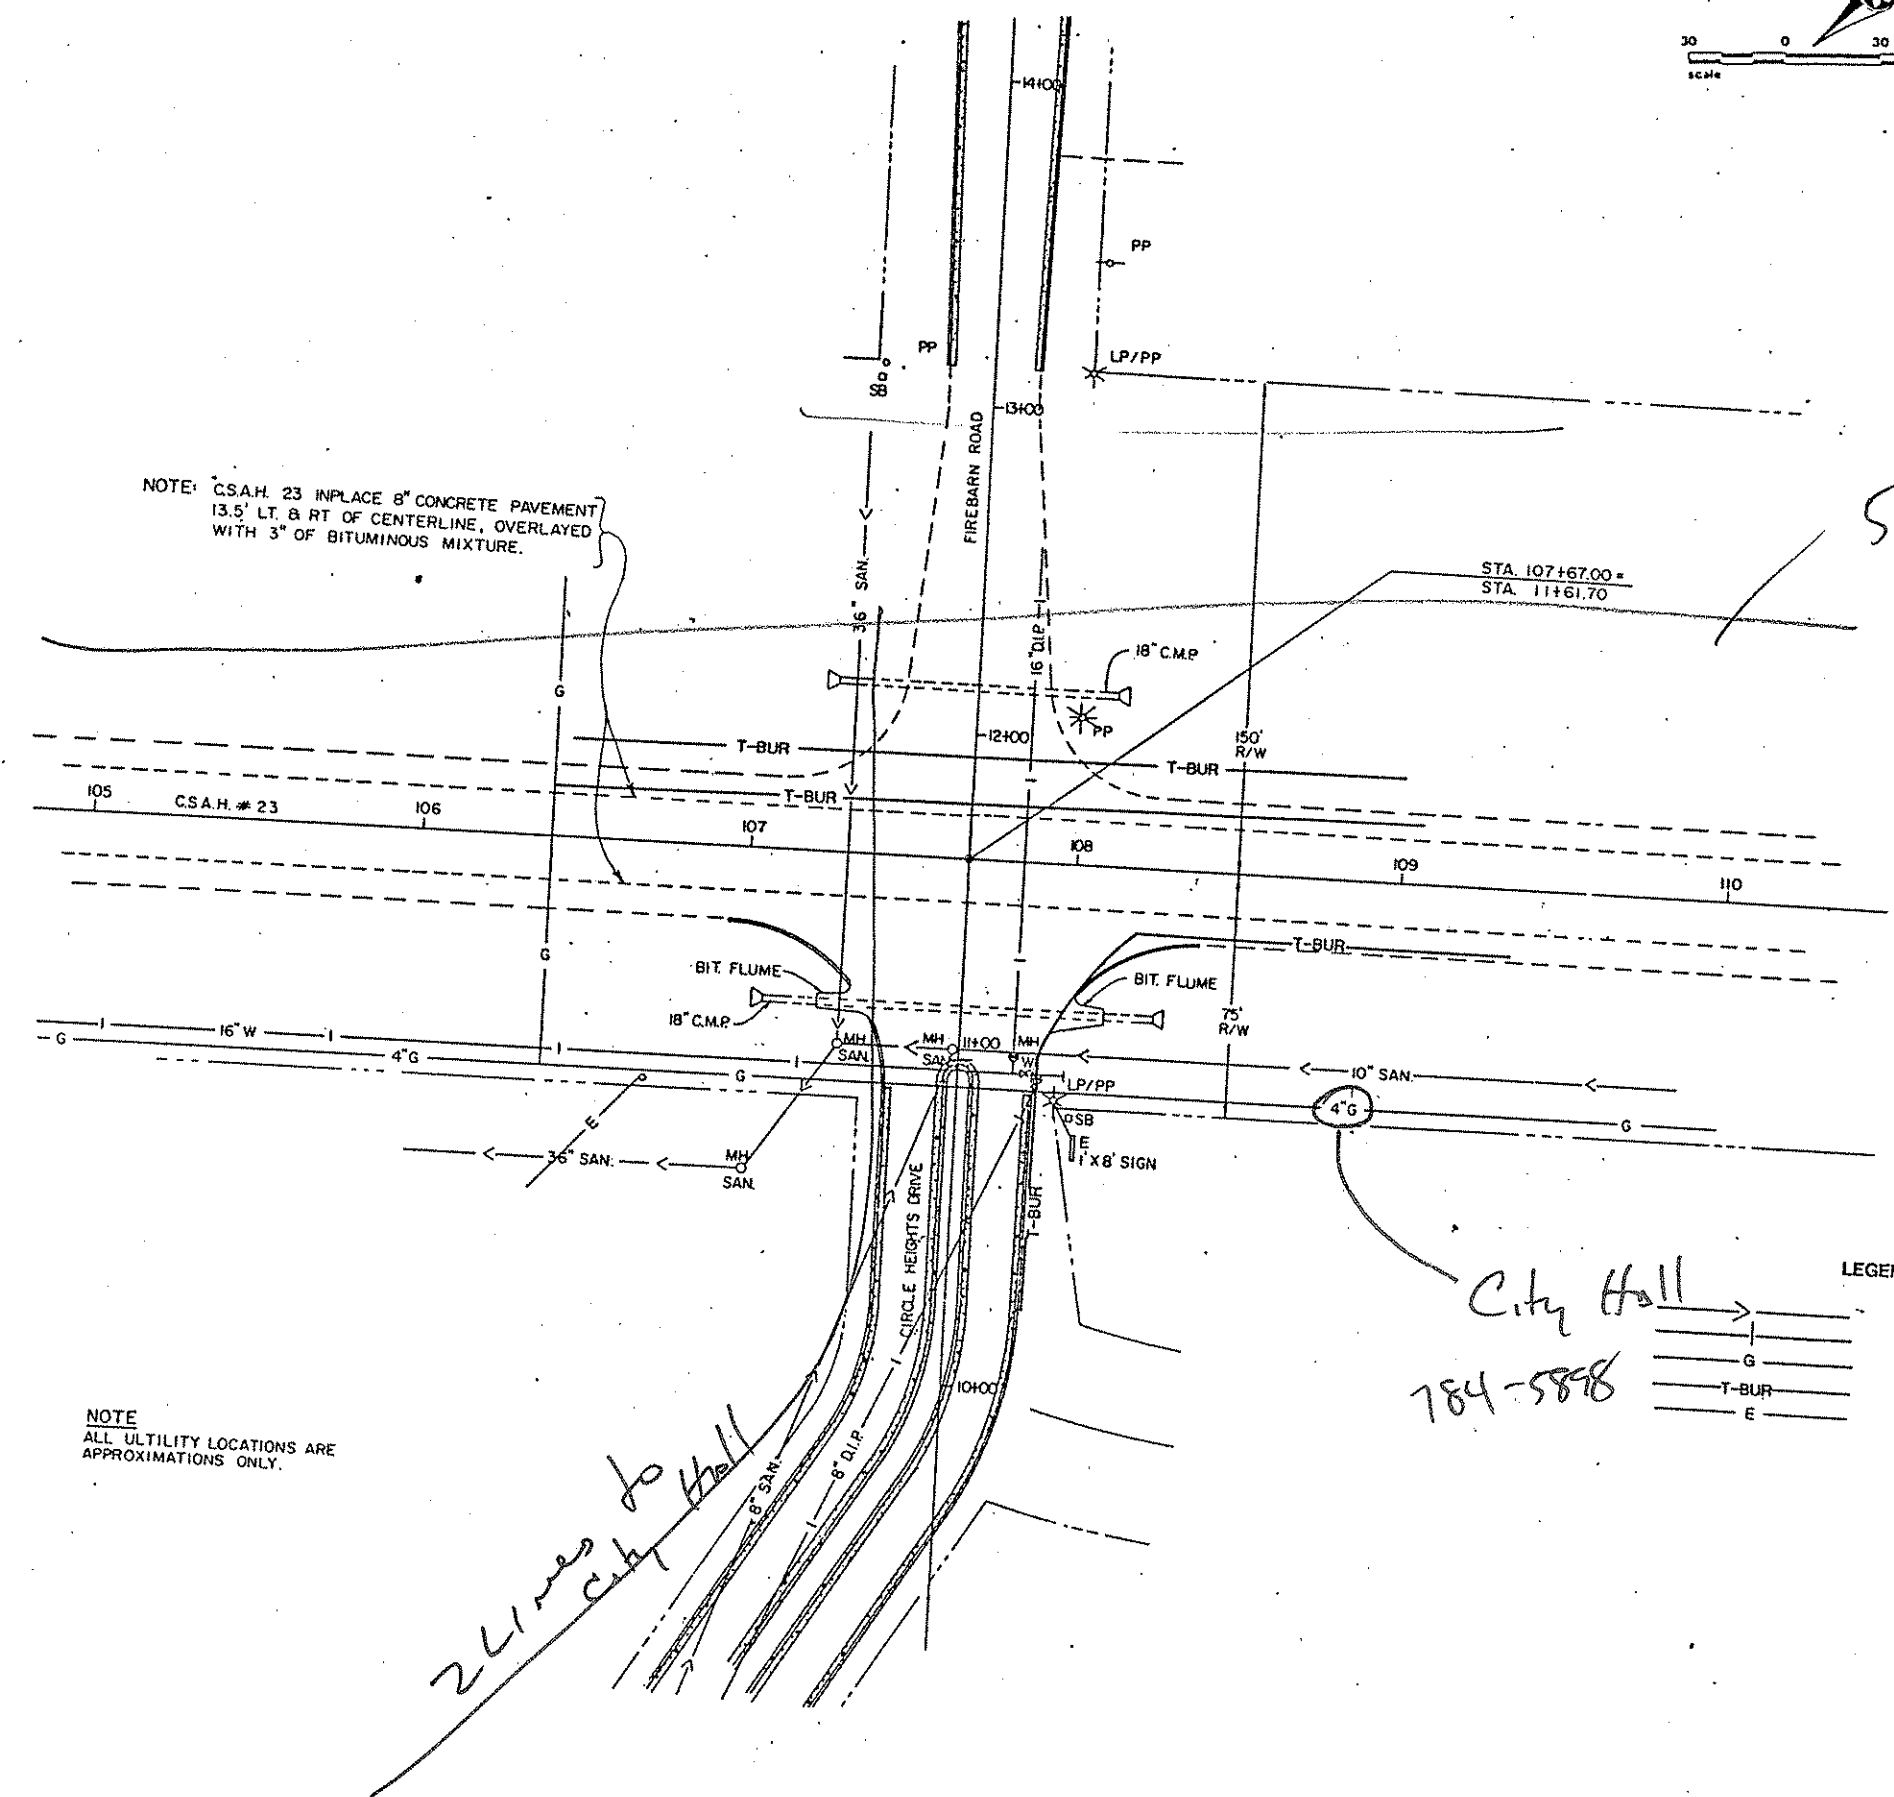 30 0 30
scale
14+00
PP
PP
LP/PP
SB
13+00
FIREBARN ROAD
NOTE: C.S.A.H. 23 INPLACE 8" CONCRETE PAVEMENT
13.5' LT. & RT OF CENTERLINE, OVERLAYED
WITH 3" OF BITUMINOUS MIXTURE.
STA. 107+67.00=
STA. 11+61.70
36" SAN.
16" D.I.P.
18" C.M.P.
G
PP
12+00
150'
R/W
T-BUR
T-BUR
T-BUR
105
C.S.A.H. # 23
106
107
108
109
110
G
T-BUR
BIT. FLUME
BIT. FLUME
18" C.M.P.
75'
R/W
16" W
G
4" G
G
MH
SAN.
MH
SAN.
11+00
MH
W
10" SAN.
LP/PP
4" G
G
SB
E
1' X 8' SIGN
E
36" SAN.
MH
SAN.
T-BUR
CIRCLE HEIGHTS DRIVE
City Hall
784-5898
LEGEN
G
T-BUR
E
10+00
NOTE
ALL ULTILITY LOCATIONS ARE
APPROXIMATIONS ONLY.
8" SAN.
8" D.I.P.
2 Lines to
City Hall